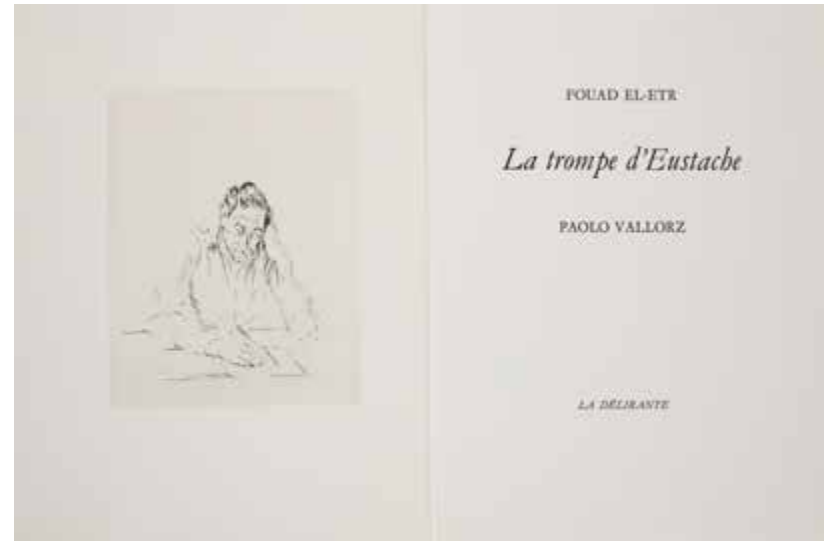 FOUAD EL-ETR
La trompe d'Eustache
PAOLO VALLORZ
LA DÉLIRANTE